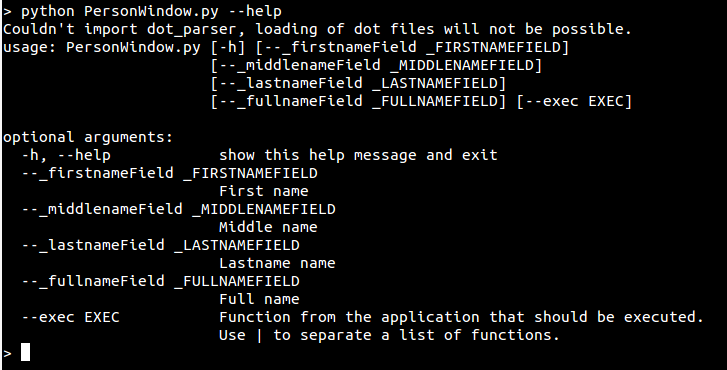 > python PersonWindow.py --help
Couldn't import dot_parser, loading of dot files will not be possible.
usage: PersonWindow.py [-h] [--_firstnameField _FIRSTNAMEFIELD]
[--_middlenameField _MIDDLENAMEFIELD]
[--_lastnameField _LASTNAMEFIELD]
[--_fullnameField _FULLNAMEFIELD] [--exec EXEC]
optional arguments:
-h, --help show this help message and exit
--_firstnameField _FIRSTNAMEFIELD
First name
--_middlenameField _MIDDLENAMEFIELD
Middle name
--_lastnameField _LASTNAMEFIELD
Lastname name
--_fullnameField _FULLNAMEFIELD
Full name
--exec EXEC Function from the application that should be executed.
Use | to separate a list of functions.
>